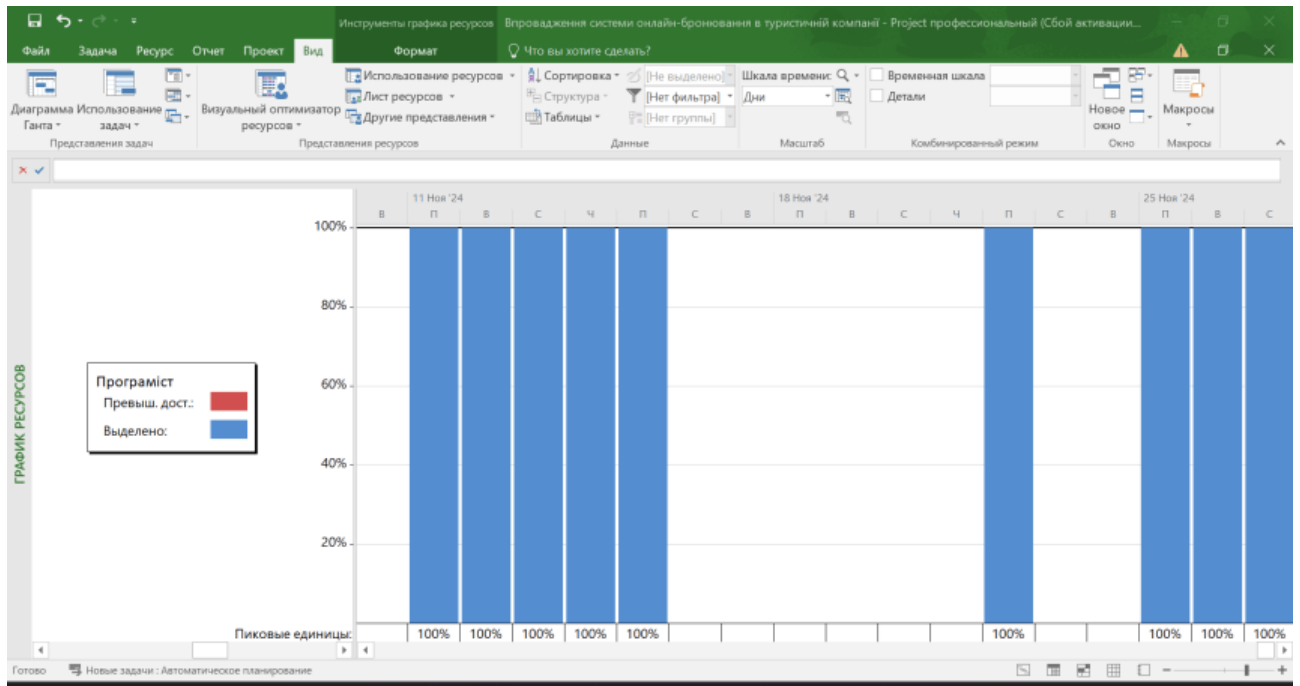 Инструменты графика ресурсов Впровадження системи онлайн-бронювання в туристичній компанії - Project профессиональный (Сбой активации...
Файл Задача Ресурс Отчет Проект Вид Формат Что вы хотите сделать?
Диаграмма Ганта Использование задач
Представления задач
Визуальный оптимизатор ресурсов
Использование ресурсов
Лист ресурсов
Другие представления
Представления ресурсов
Сортировка
Структура
Таблицы
[Не выделено]
[Нет фильтра]
[Нет группы]
Данные
Шкала времени:
Дни
Масштаб
Временная шкала
Детали
Комбинированный режим
Новое окно
Окно
Макросы
Макросы
11 Ноя '24 18 Ноя '24 25 Ноя '24
В П В С Ч П С В П В С Ч П С В П В С
100%
80%
60%
40%
20%
ГРАФИК РЕСУРСОВ
Програміст
Превыш. дост.:
Выделено:
Пиковые единицы: 100% 100% 100% 100% 100% 100% 100% 100% 100%
Готово Новые задачи : Автоматическое планирование